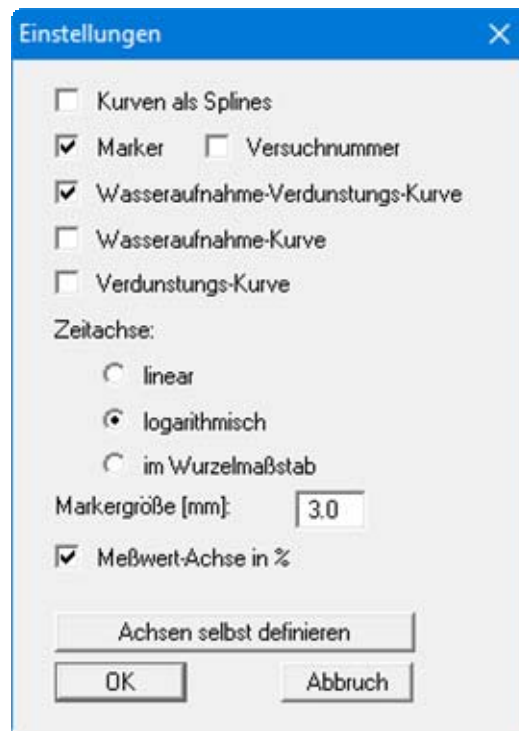 Einstellungen
Kurven als Splines
Marker Versuchnummer
Wasseraufnahme-Verdunstungs-Kurve
Wasseraufnahme-Kurve
Verdunstungs-Kurve
Zeitachse:
linear
logarithmisch
im Wurzelmaßstab
Markergröße [mm]: 3.0
Meßwert-Achse in %
Achsen selbst definieren
OK Abbruch